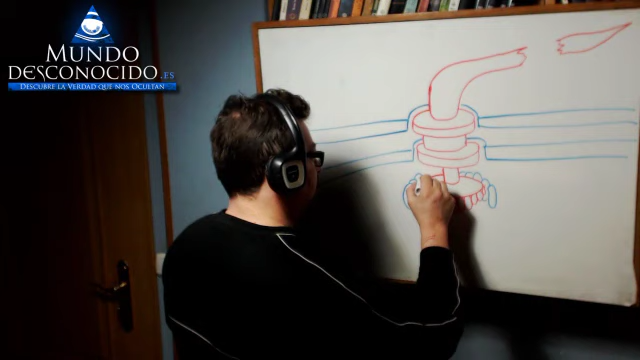 MUNDO
DESCONOCIDO.ES
DESCUBRE LA VERDAD QUE NOS OCULTAN